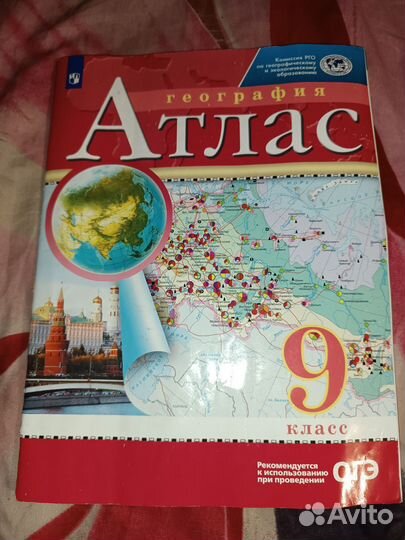 Комиссия РГО
по географическому
и экологическому
образованию
география
Атлас
9
класс
Рекомендуется
к использованию
при проведении
ОГЭ
Avito